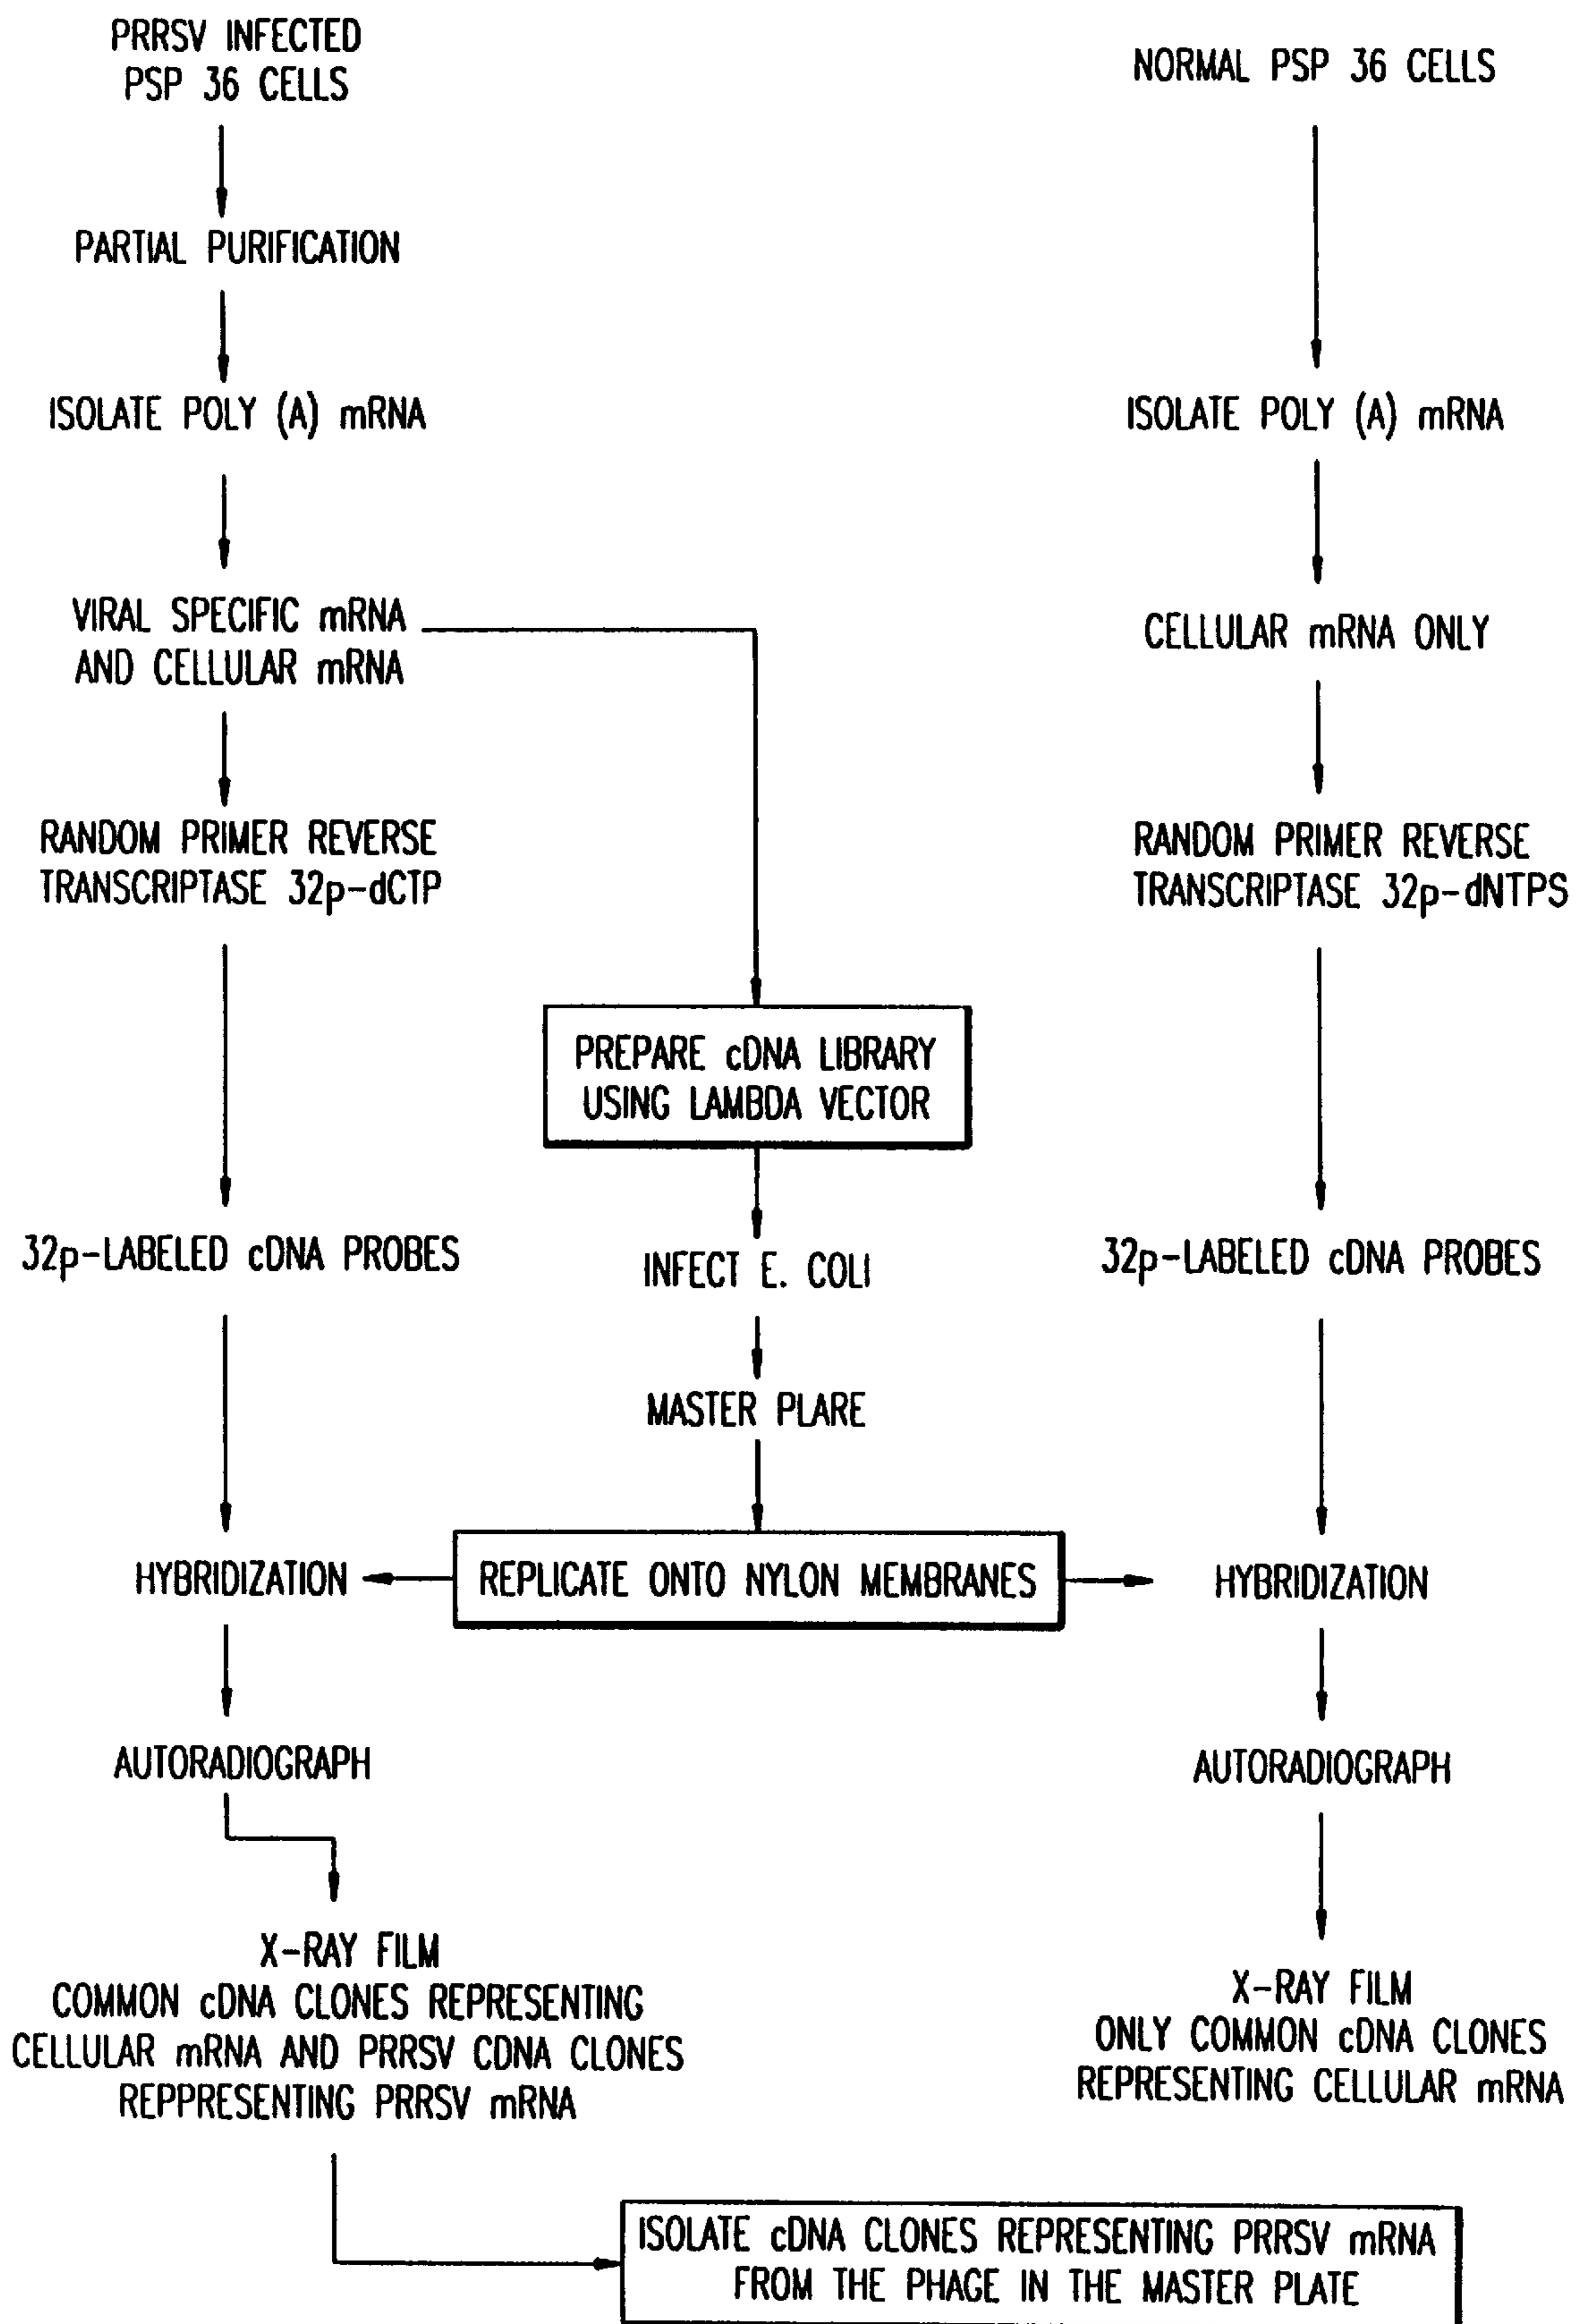 PRRSV INFECTED
PSP 36 CELLS
PARTIAL PURIFICATION
ISOLATE POLY (A) mRNA
VIRAL SPECIFIC mRNA
AND CELLULAR mRNA
RANDOM PRIMER REVERSE
TRANSCRIPTASE 32p-dCTP
32p-LABELED cDNA PROBES
HYBRIDIZATION
AUTORADIOGRAPH
X-RAY FILM
COMMON cDNA CLONES REPRESENTING
CELLULAR mRNA AND PRRSV CDNA CLONES
REPPRESENTING PRRSV mRNA
PREPARE cDNA LIBRARY
USING LAMBDA VECTOR
INFECT E. COLI
MASTER PLARE
REPLICATE ONTO NYLON MEMBRANES
NORMAL PSP 36 CELLS
ISOLATE POLY (A) mRNA
CELLULAR mRNA ONLY
RANDOM PRIMER REVERSE
TRANSCRIPTASE 32p-dNTPS
32p-LABELED cDNA PROBES
HYBRIDIZATION
AUTORADIOGRAPH
X-RAY FILM
ONLY COMMON cDNA CLONES
REPRESENTING CELLULAR mRNA
ISOLATE cDNA CLONES REPRESENTING PRRSV mRNA
FROM THE PHAGE IN THE MASTER PLATE